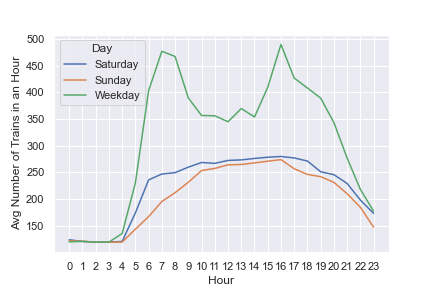 500
450
400
350
300
250
200
150
Avg Number of Trains in an Hour
Day
Saturday
Sunday
Weekday
0 1 2 3 4 5 6 7 8 9 10 11 12 13 14 15 16 17 18 19 20 21 22 23
Hour